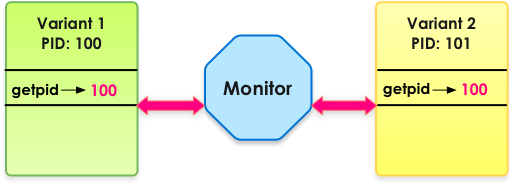 Variant 1
PID: 100
getpid → 100
Monitor
Variant 2
PID: 101
getpid → 100